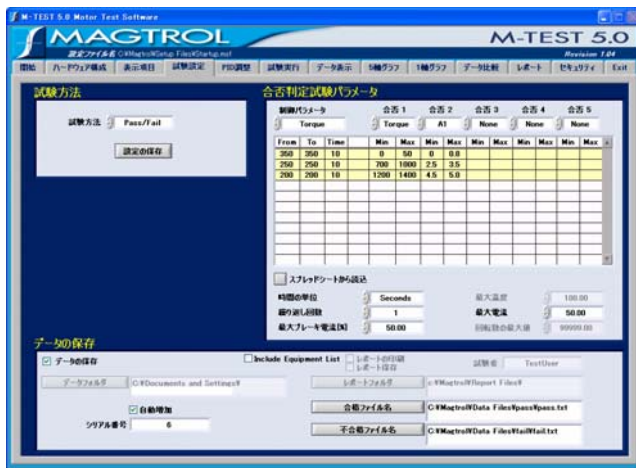 M-TEST 5.0 Motor Test Software
MAGTROL
M-TEST 5.0
設定ファイル名 C:¥Magtrol¥Setup Files¥Startup.mst
Revision 1.04
開始 ハードウェア構成 表示項目 試験設定 PID調整 試験実行 データ表示 5軸グラフ 1軸グラフ データ比較 レポート セキュリティ Exit
試験方法
試験方法 Pass/Fail
設定の保存
合否判定試験パラメータ
制御パラメータ 合否 1 合否 2 合否 3 合否 4 合否 5
Torque Torque A1 None None None
From To Time Min Max Min Max Min Max Min Max Min Max
350 350 10 0 50 0 0.8
250 250 10 700 1000 2.5 3.5
200 200 10 1200 1400 4.5 5.0
スプレッドシートから読込
時間の単位 Seconds 最大温度 100.00
繰り返し回数 1 最大電流 50.00
最大ブレーキ電流[%] 50.00 回転数の最大値 99999.00
データの保存
データの保存 Include Equipment List レポートの印刷
レポート保存
試験者 TestUser
データフォルダ C:¥Documents and Settings¥ レポートフォルダ c:¥Magtrol¥Report Files¥
自動増加 合格ファイル名 C:¥Magtrol¥Data Files¥pass¥pass.txt
シリアル番号 6 不合格ファイル名 C:¥Magtrol¥Data Files¥fail¥fail.txt